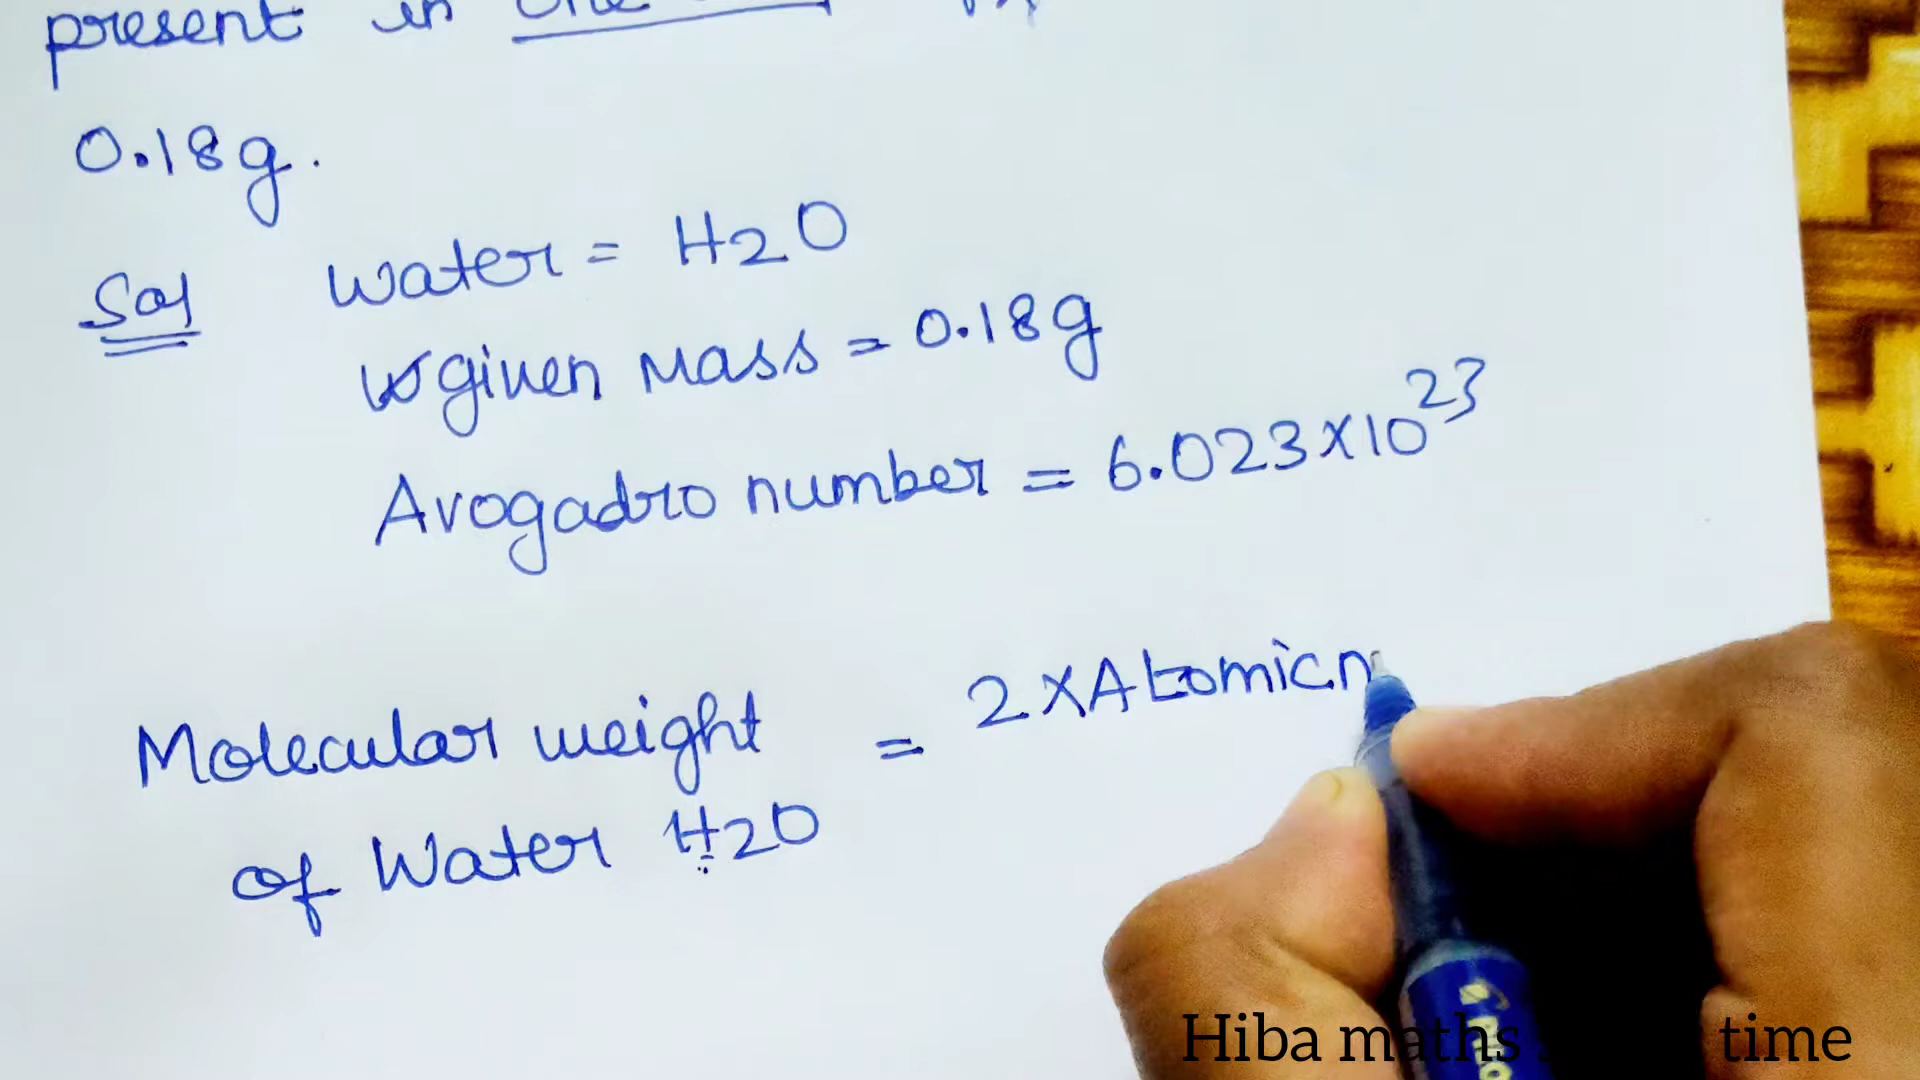 present in one
0.18g.
Sol Water = H2O
given Mass = 0.18g
Avogadro number = 6.023×10²³
Molecular weight = 2×Atomic
of Water H2O
Hiba maths time